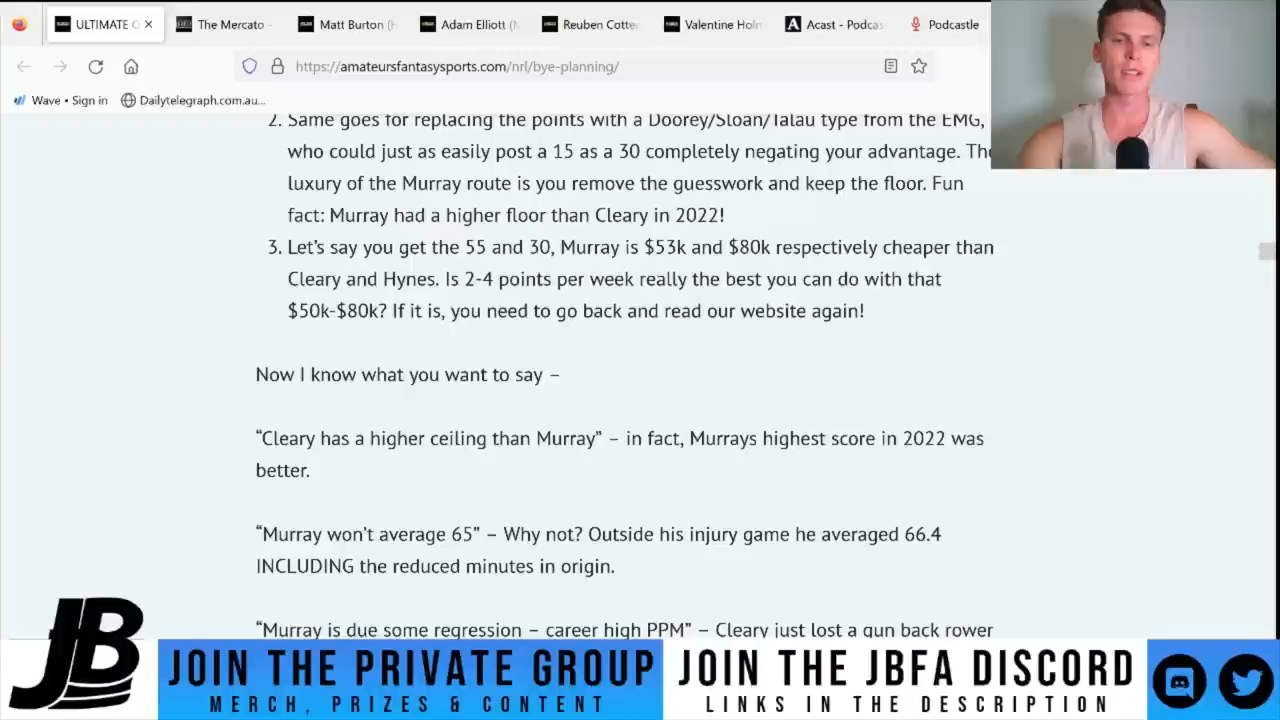 ULTIMATE O
The Mercato
Matt Burton (H
Adam Elliott (N
Reuben Cotte
Valentine Holm
Acast - Podcas
Podcastle
https://amateursfantasysports.com/nrl/bye-planning/
Wave • Sign in
Dailytelegraph.com.au...
2. Same goes for replacing the points with a Doorey/Sloan/Talau type from the EMG,
who could just as easily post a 15 as a 30 completely negating your advantage. The
luxury of the Murray route is you remove the guesswork and keep the floor. Fun
fact: Murray had a higher floor than Cleary in 2022!
3. Let's say you get the 55 and 30, Murray is $53k and $80k respectively cheaper than
Cleary and Hynes. Is 2-4 points per week really the best you can do with that
$50k-$80k? If it is, you need to go back and read our website again!
Now I know what you want to say –
“Cleary has a higher ceiling than Murray” – in fact, Murrays highest score in 2022 was
better.
“Murray won't average 65” – Why not? Outside his injury game he averaged 66.4
INCLUDING the reduced minutes in origin.
“Murray is due some regression – career high PPM” – Cleary just lost a gun back rower
JB
JOIN THE PRIVATE GROUP
MERCH, PRIZES & CONTENT
JOIN THE JBFA DISCORD
LINKS IN THE DESCRIPTION